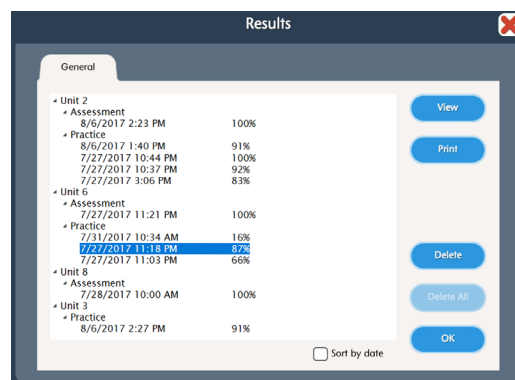 Results
General
Unit 2
Assessment
8/6/2017 2:23 PM 100%
Practice
8/6/2017 1:40 PM 91%
7/27/2017 10:44 PM 100%
7/27/2017 10:37 PM 92%
7/27/2017 3:06 PM 83%
Unit 6
Assessment
7/27/2017 11:21 PM 100%
Practice
7/31/2017 10:34 AM 16%
7/27/2017 11:18 PM 87%
7/27/2017 11:03 PM 66%
Unit 8
Assessment
7/28/2017 10:00 AM 100%
Unit 3
Practice
8/6/2017 2:27 PM 91%
Sort by date
View
Print
Delete
Delete All
OK